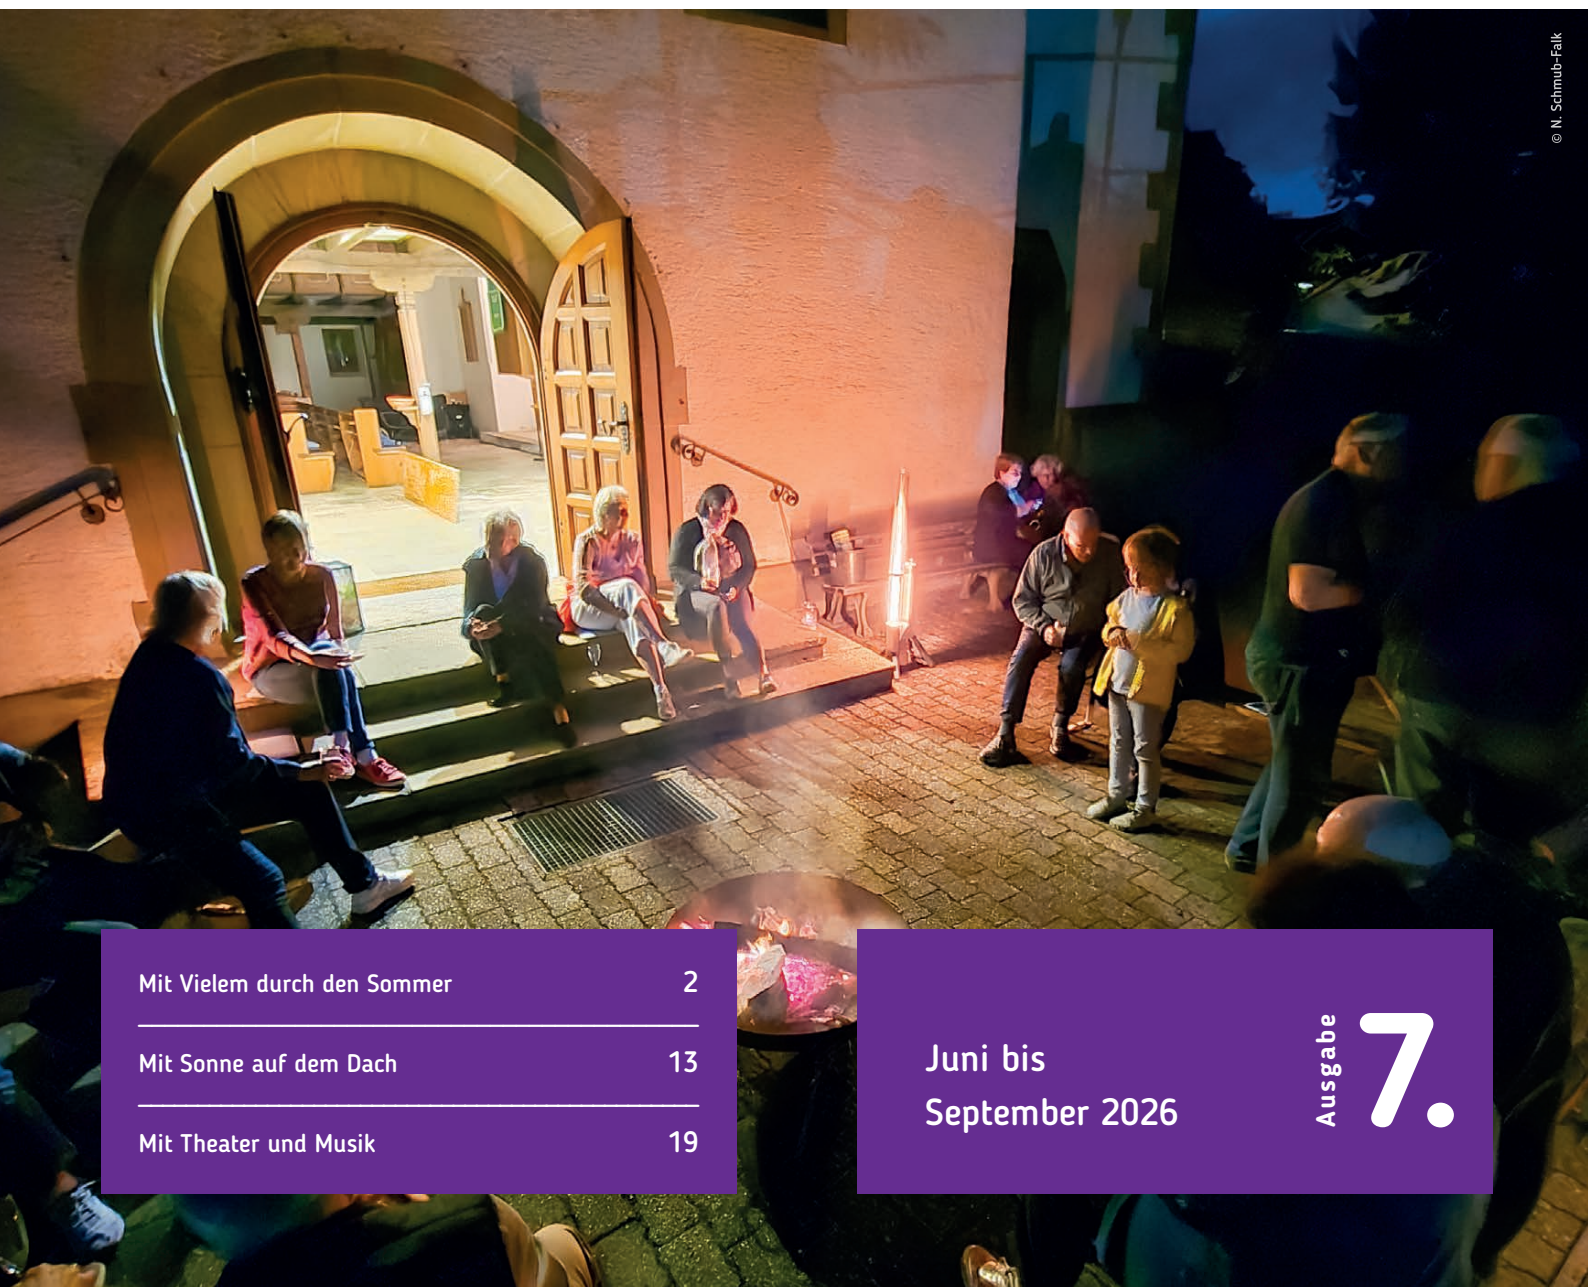 © N. Schmub-Falk
Mit Vielem durch den Sommer 2
Mit Sonne auf dem Dach 13
Mit Theater und Musik 19
Juni bis
September 2026
Ausgabe 7.